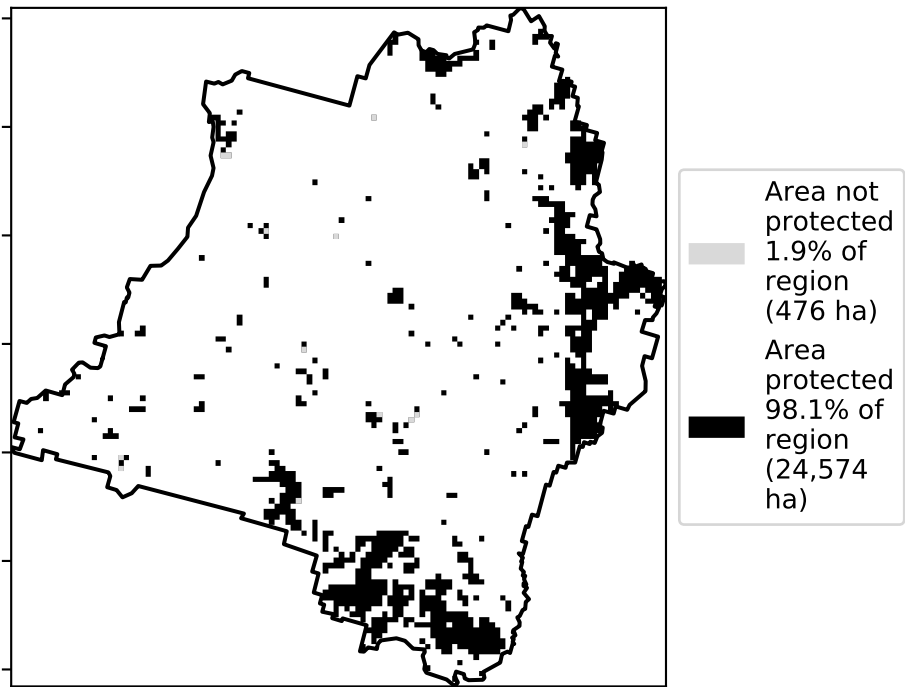 Area not
protected
1.9% of
region
(476 ha)
Area
protected
98.1% of
region
(24,574
ha)